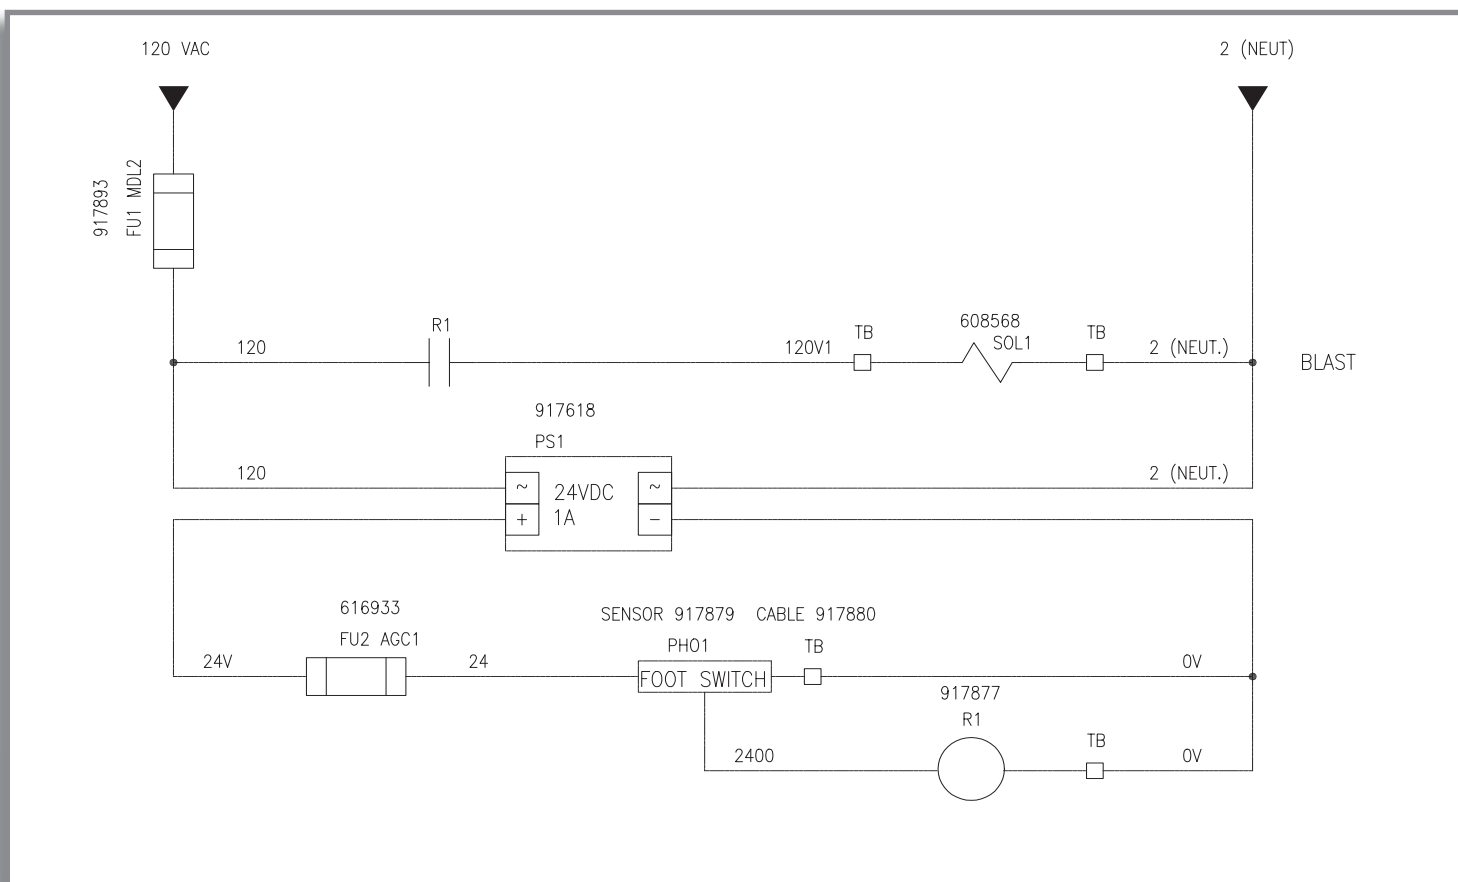 120 VAC
2 (NEUT)
917893
FU1 MDL2
R1
120
120V1
TB
608568
SOL1
TB
2 (NEUT.)
BLAST
917618
PS1
120
~
24VDC
~
2 (NEUT.)
+
1A
−
616933
FU2 AGC1
SENSOR 917879
CABLE 917880
PH01
TB
24V
24
FOOT SWITCH
0V
917877
R1
TB
2400
0V